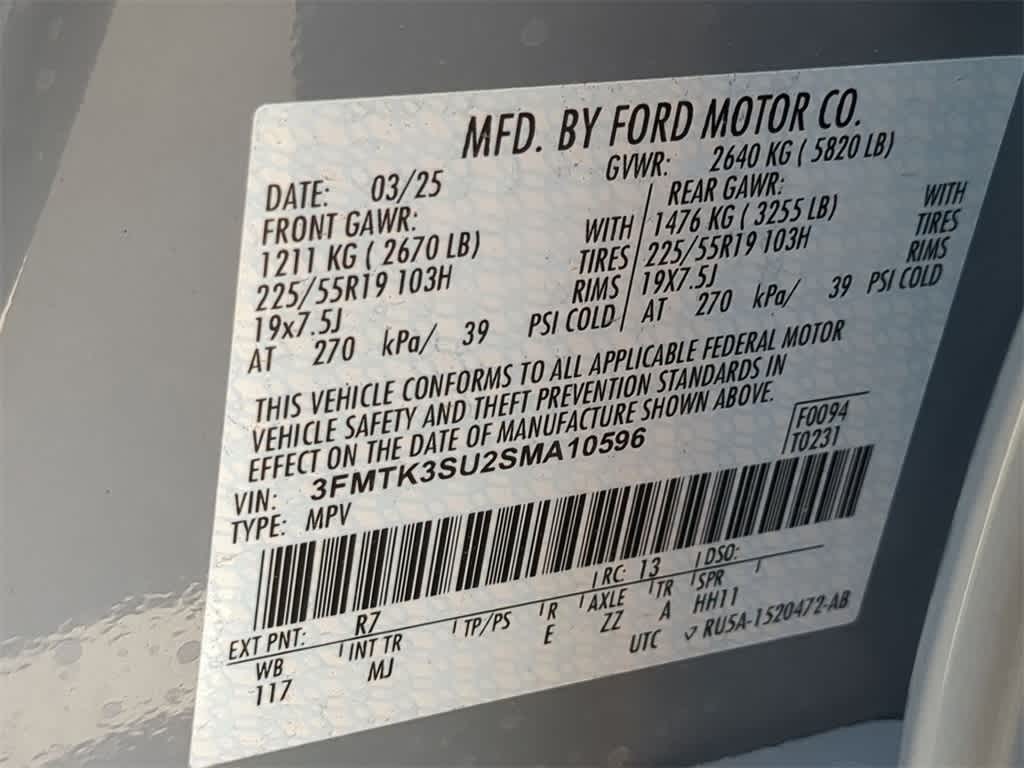 MFD. BY FORD MOTOR CO.
DATE: 03/25 GVWR: 2640 KG ( 5820 LB)
FRONT GAWR: REAR GAWR:
1211 KG ( 2670 LB) WITH 1476 KG ( 3255 LB) WITH
225/55R19 103H TIRES 225/55R19 103H TIRES
19x7.5J RIMS 19X7.5J RIMS
AT 270 kPa/ 39 PSI COLD AT 270 kPa/ 39 PSI COLD
THIS VEHICLE CONFORMS TO ALL APPLICABLE FEDERAL MOTOR
VEHICLE SAFETY AND THEFT PREVENTION STANDARDS IN
EFFECT ON THE DATE OF MANUFACTURE SHOWN ABOVE.
F0094
VIN: 3FMTK3SU2SMA10596 T0231
TYPE: MPV
EXT PNT: R7 RC: 13 DSO:
WB INT TR TP/PS R AXLE TR SPR
117 MJ E ZZ A HH11
UTC RU5A-1520472-AB